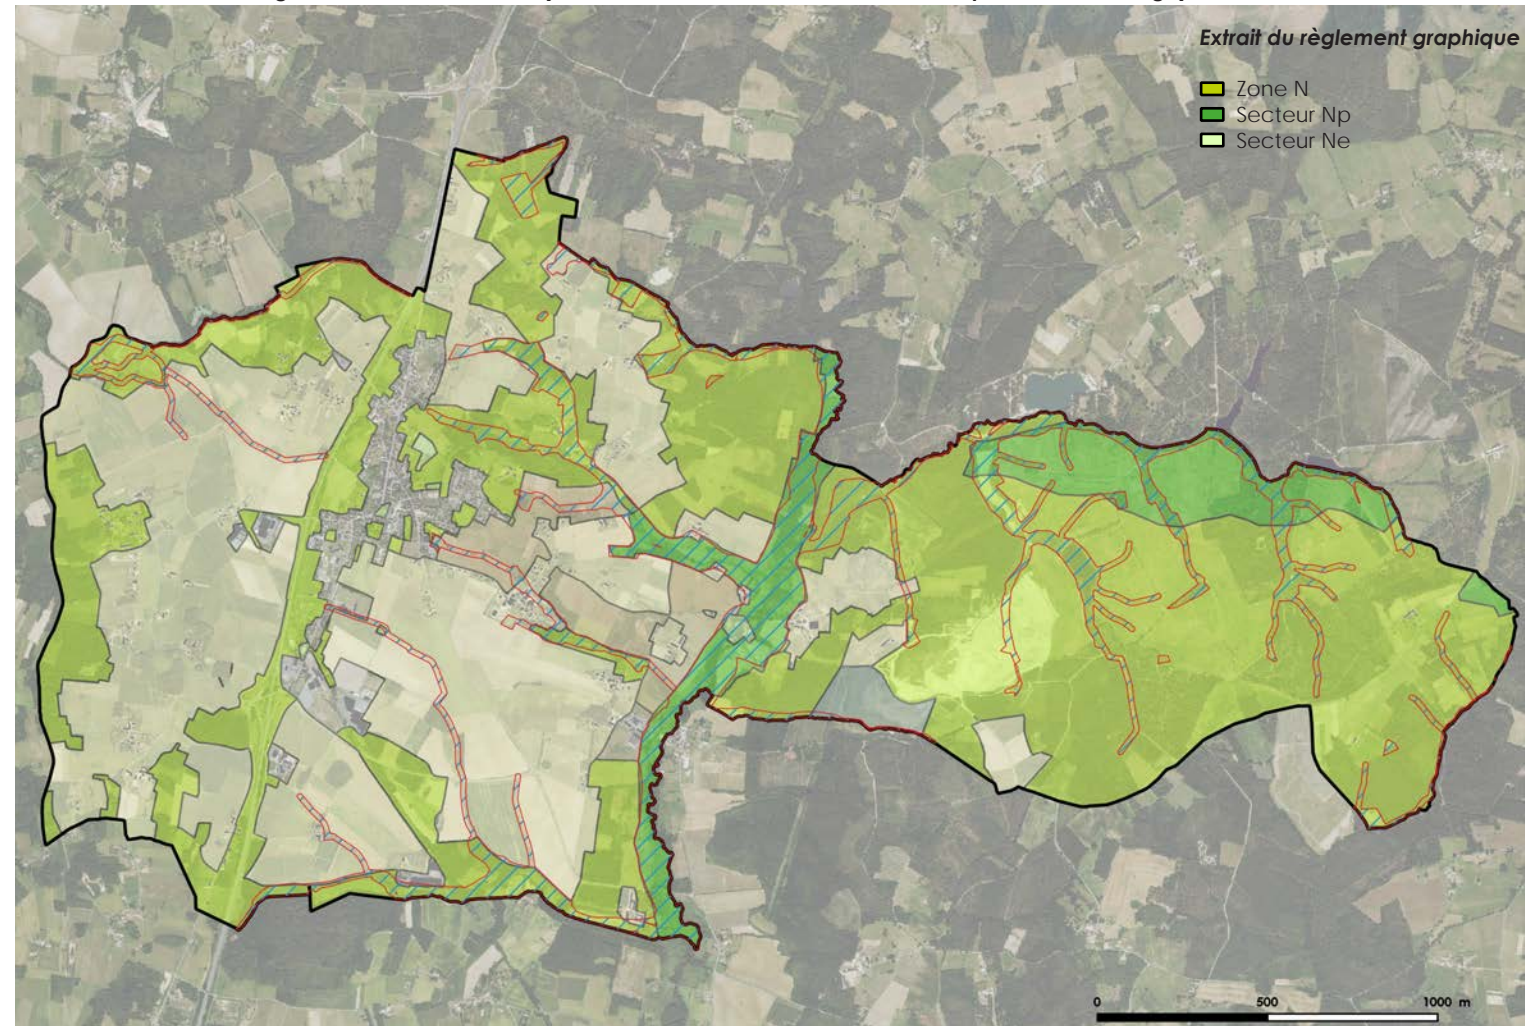 Extrait du règlement graphique
Zone N
Secteur Np
Secteur Ne
0 500 1000 m